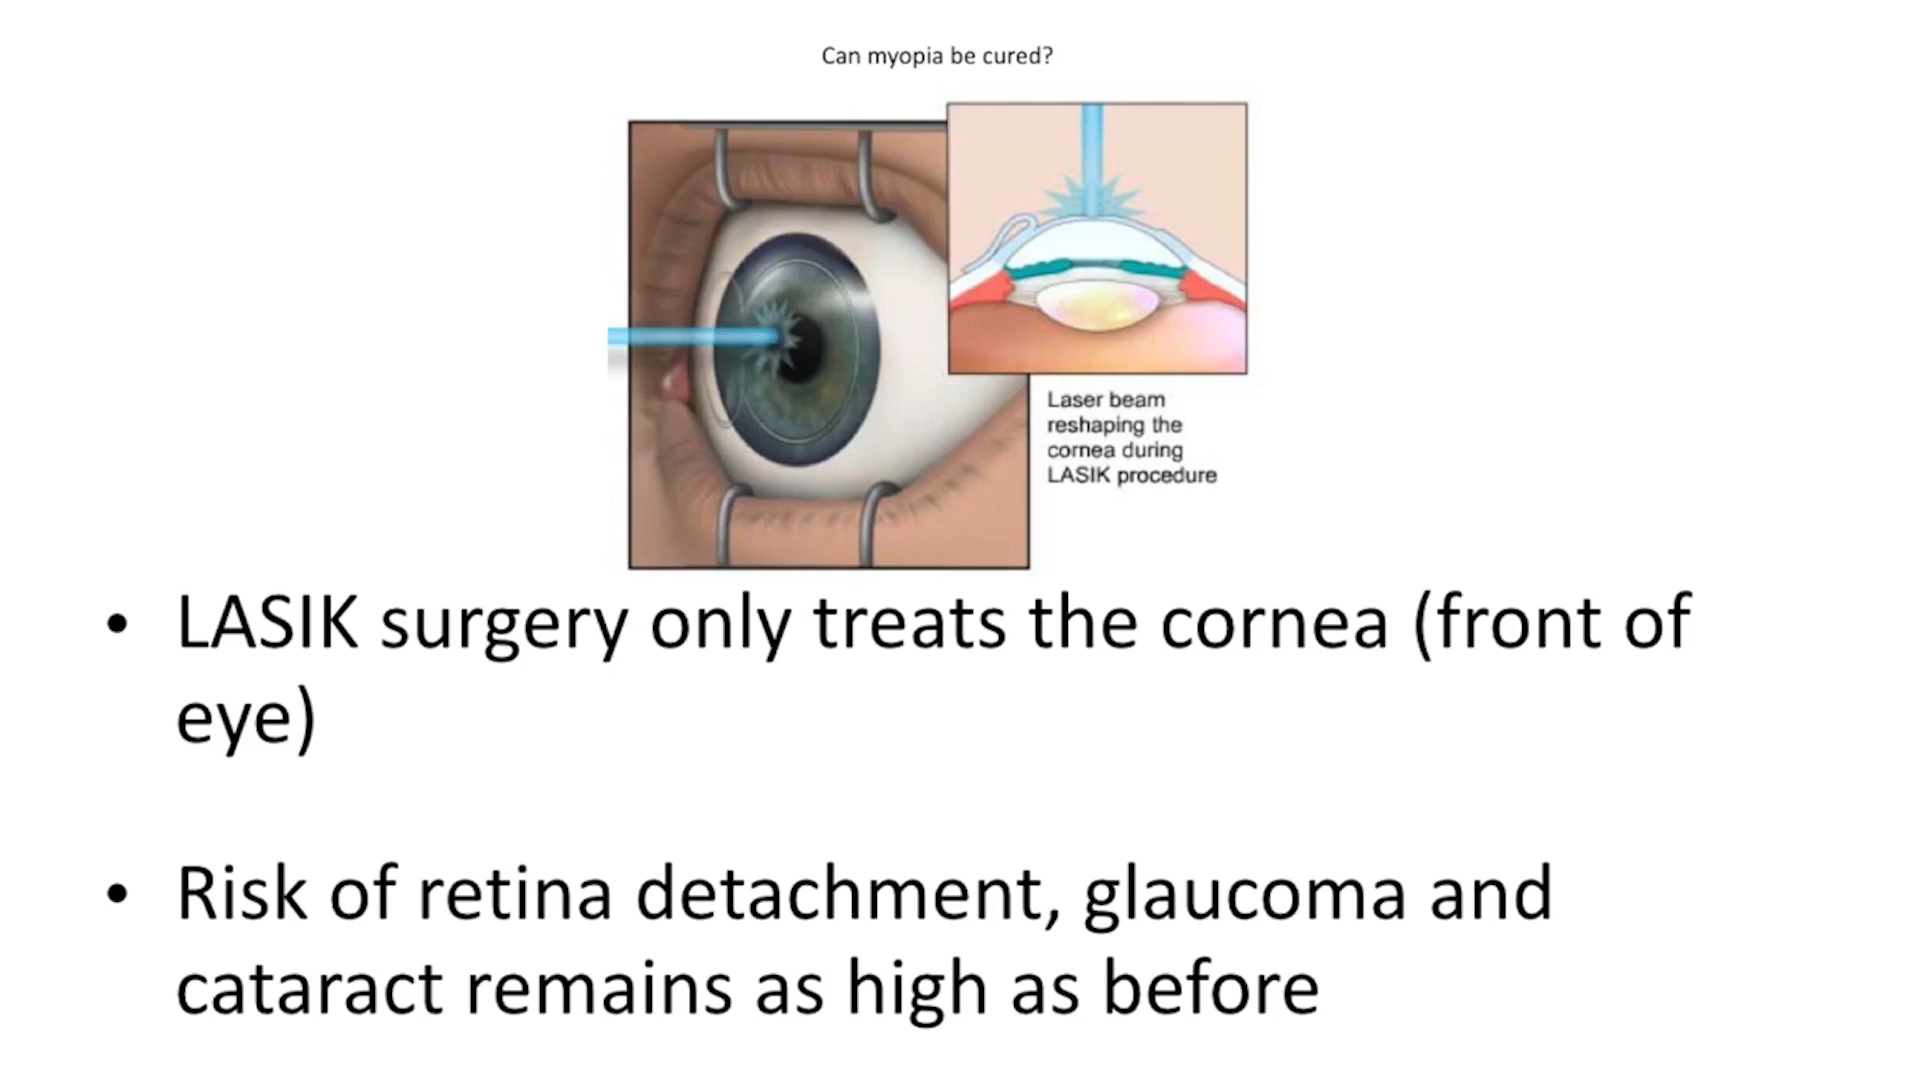 Can myopia be cured?
Laser beam
reshaping the
cornea during
LASIK procedure
• LASIK surgery only treats the cornea (front of
eye)
• Risk of retina detachment, glaucoma and
cataract remains as high as before